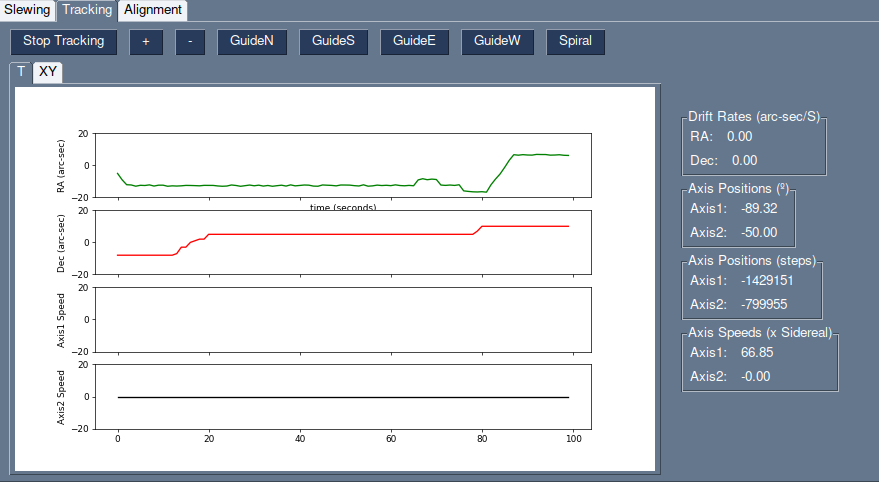 Slewing Tracking Alignment
Stop Tracking + - GuideN GuideS GuideE GuideW Spiral
T XY
20
0
−20
RA (arc-sec)
time (seconds)
20
0
−20
Dec (arc-sec)
20
0
−20
Axis1 Speed
20
0
−20
Axis2 Speed
0 20 40 60 80 100
Drift Rates (arc-sec/S)
RA: 0.00
Dec: 0.00
Axis Positions (º)
Axis1: -89.32
Axis2: -50.00
Axis Positions (steps)
Axis1: -1429151
Axis2: -799955
Axis Speeds (x Sidereal)
Axis1: 66.85
Axis2: -0.00